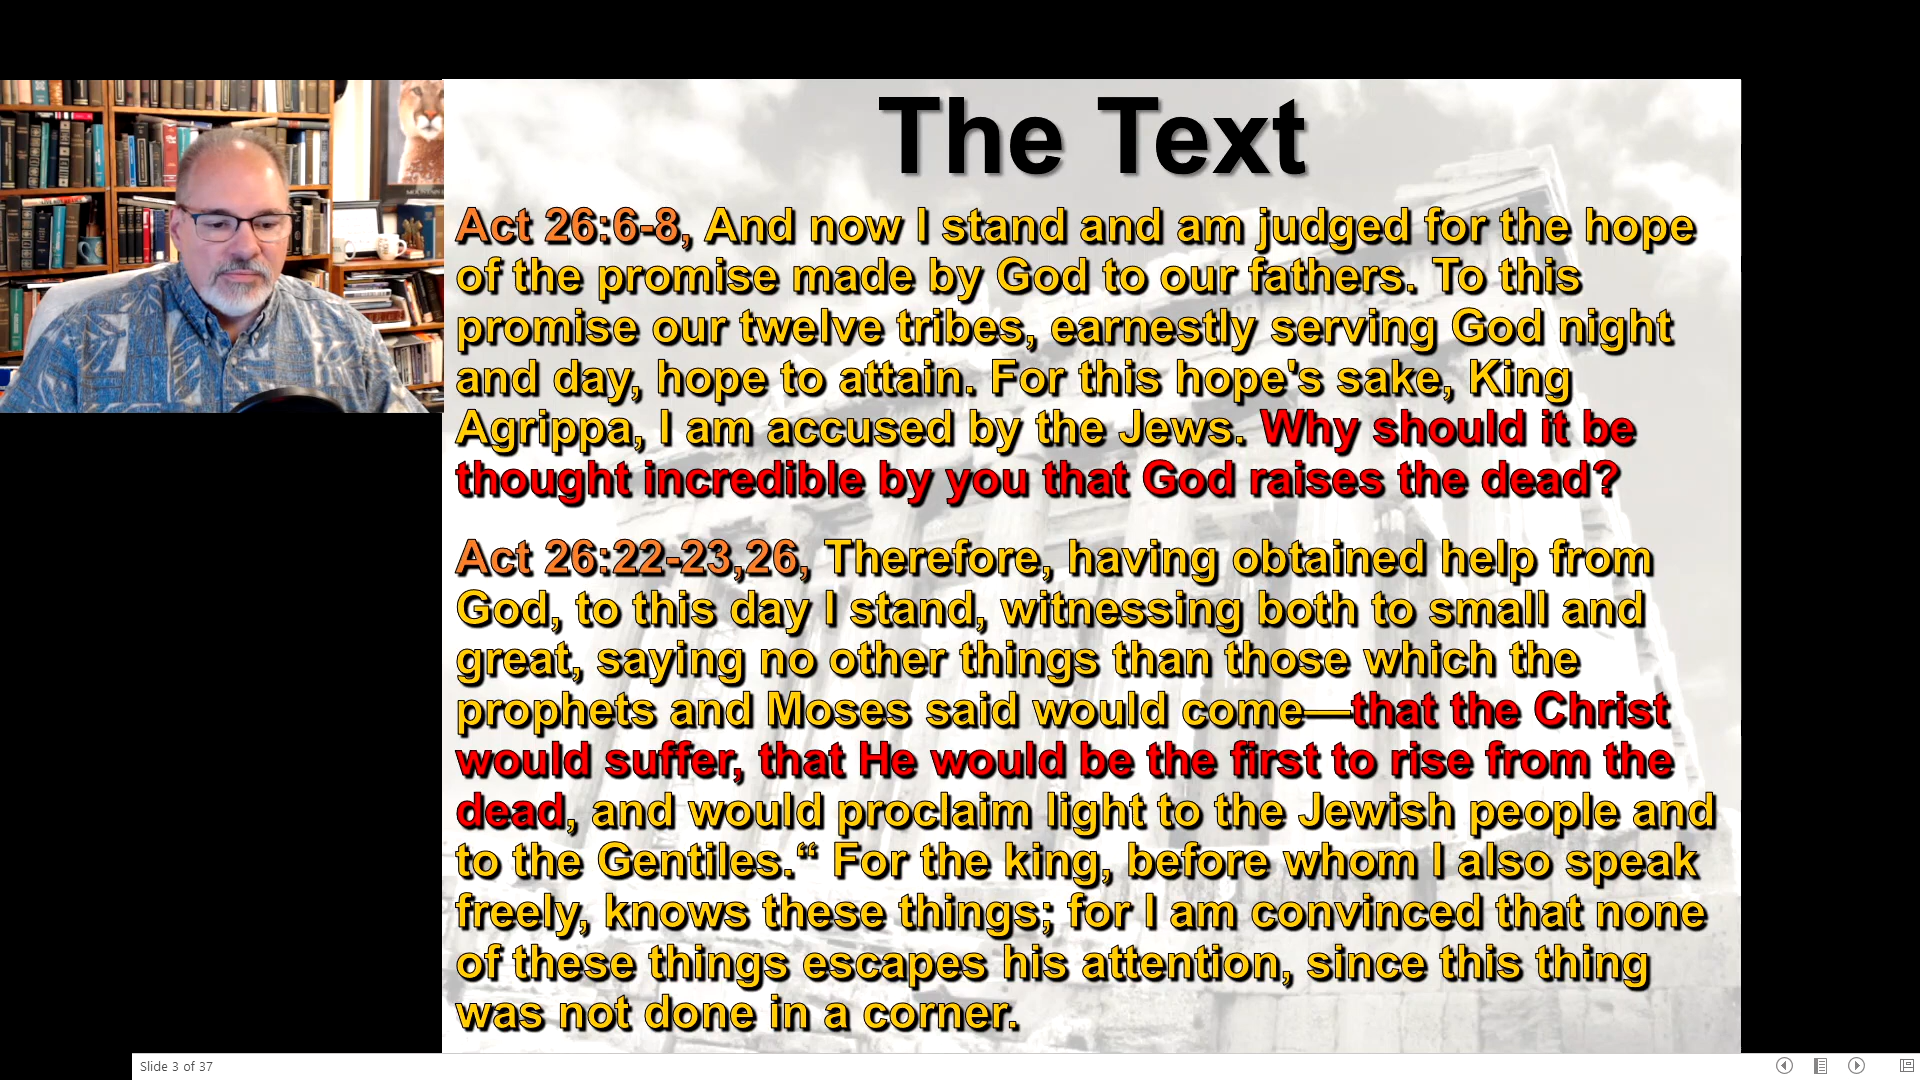 The Text
Act 26:6-8, And now I stand and am judged for the hope
of the promise made by God to our fathers. To this
promise our twelve tribes, earnestly serving God night
and day, hope to attain. For this hope's sake, King
Agrippa, I am accused by the Jews. Why should it be
thought incredible by you that God raises the dead?
Act 26:22-23,26, Therefore, having obtained help from
God, to this day I stand, witnessing both to small and
great, saying no other things than those which the
prophets and Moses said would come—that the Christ
would suffer, that He would be the first to rise from the
dead, and would proclaim light to the Jewish people and
to the Gentiles.“ For the king, before whom I also speak
freely, knows these things; for I am convinced that none
of these things escapes his attention, since this thing
was not done in a corner.
Slide 3 of 37